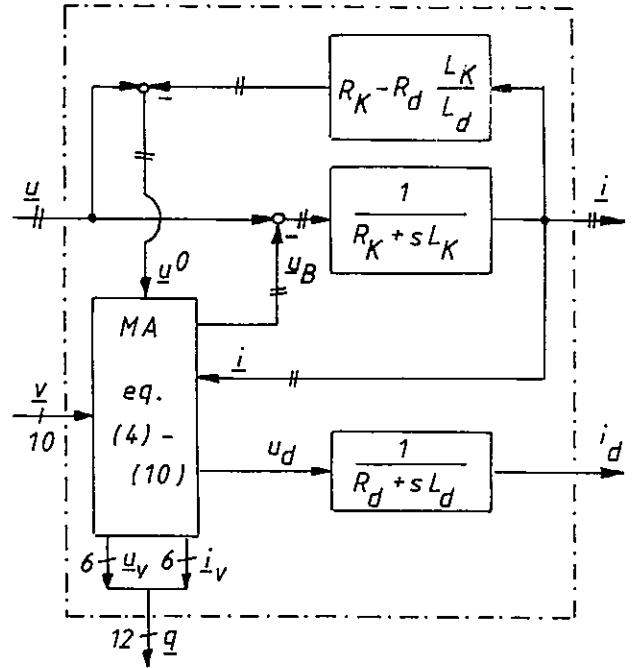 R_K - R_d L_K / L_d
-
u
1 / (R_K + sL_K)
i
-
u^0
u_B
MA
eq.
(4) -
(10)
i
v
10
u_d
1 / (R_d + sL_d)
i_d
6 u_v 6 i_v
12 q